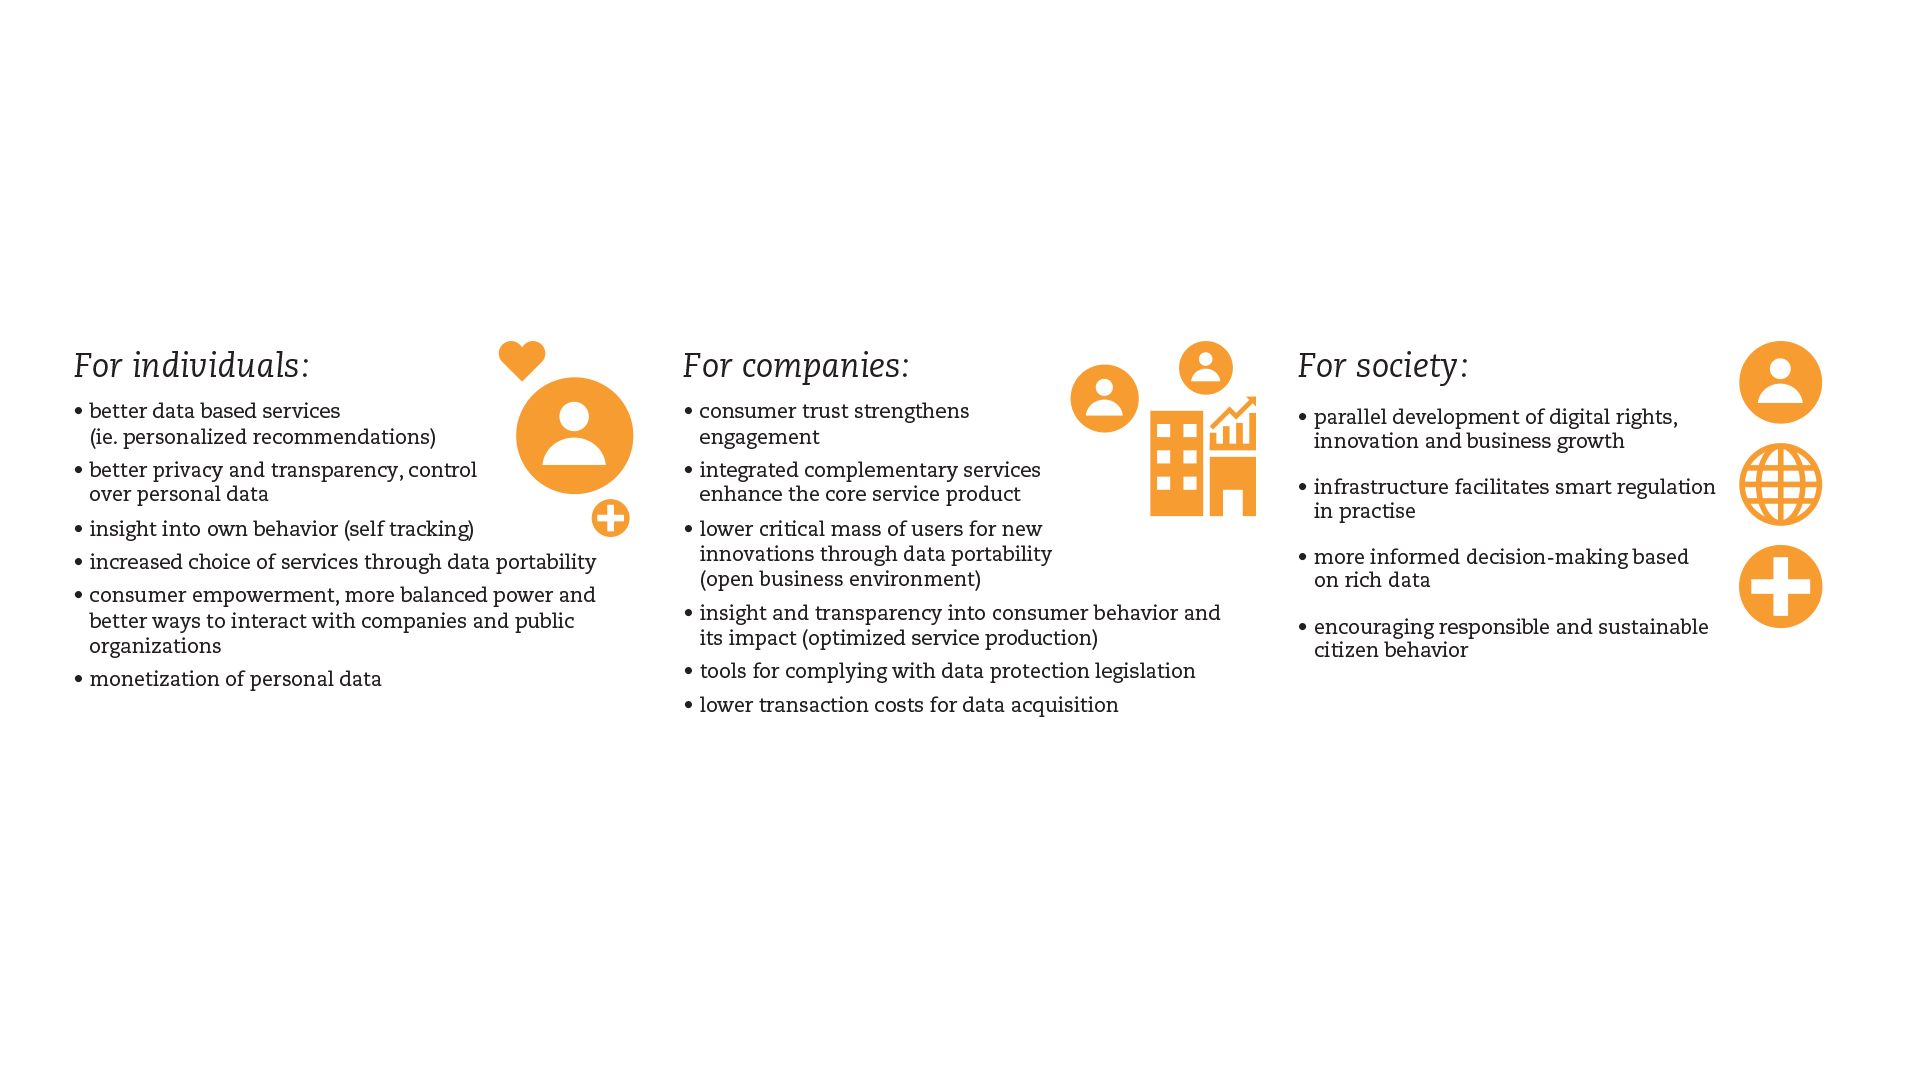 For individuals:
• better data based services
(ie. personalized recommendations)
• better privacy and transparency, control
over personal data
• insight into own behavior (self tracking)
• increased choice of services through data portability
• consumer empowerment, more balanced power and
better ways to interact with companies and public
organizations
• monetization of personal data
For companies:
• consumer trust strengthens
engagement
• integrated complementary services
enhance the core service product
• lower critical mass of users for new
innovations through data portability
(open business environment)
• insight and transparency into consumer behavior and
its impact (optimized service production)
• tools for complying with data protection legislation
• lower transaction costs for data acquisition
For society:
• parallel development of digital rights,
innovation and business growth
• infrastructure facilitates smart regulation
in practise
• more informed decision-making based
on rich data
• encouraging responsible and sustainable
citizen behavior